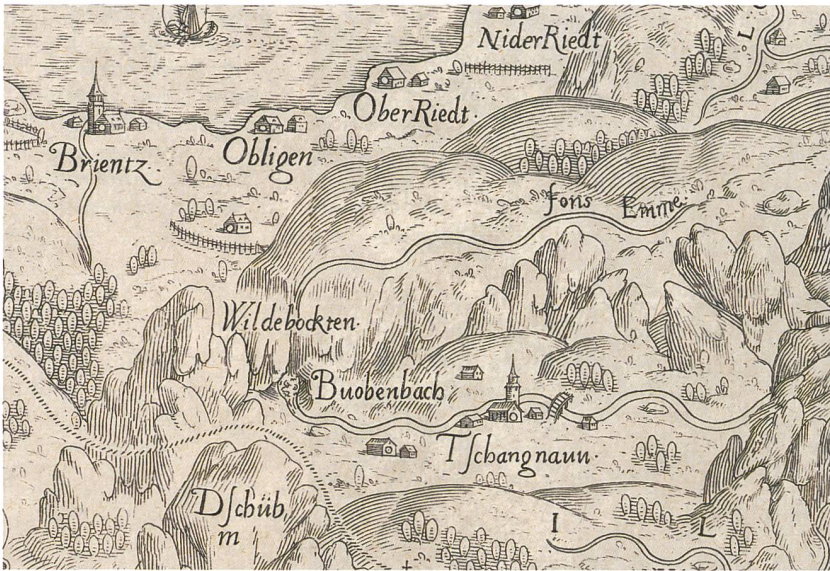 NiderRiedt
OberRiedt
Brientz.
Obligen
fons Emme
Wildebockten.
Buobenbach
Tschangnaun.
Dschüb
m
I L
L